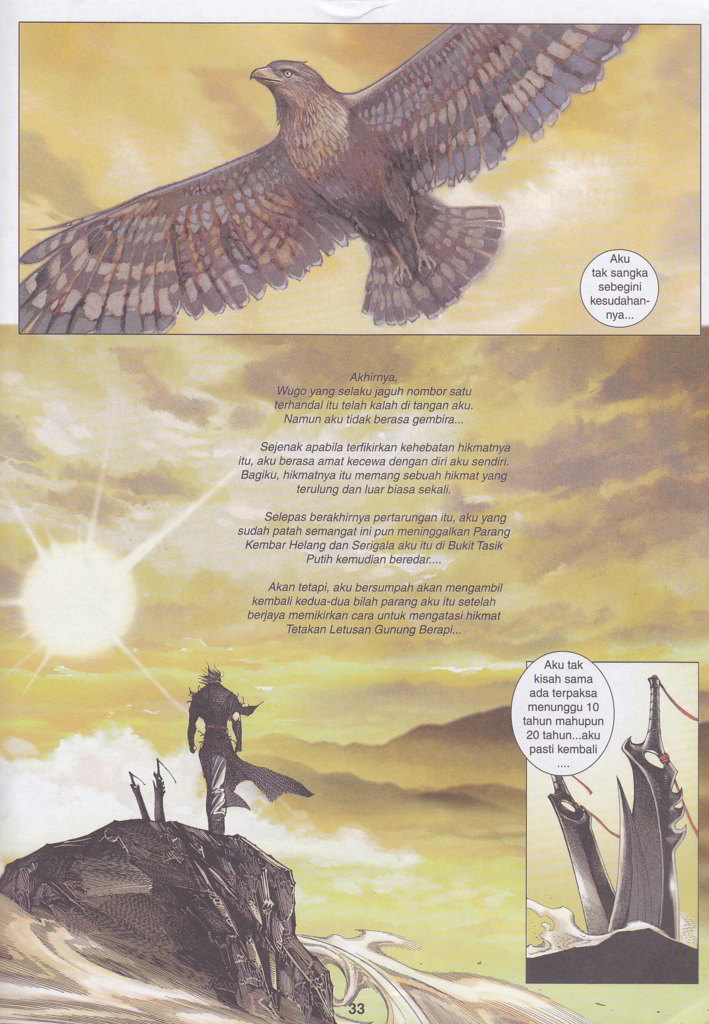 Aku
tak sangka
sebegini
kesudahan-
nya...
Akhirnya,
Wugo yang selaku jaguh nombor satu
terhandal itu telah kalah di tangan aku.
Namun aku tidak berasa gembira...
Sejenak apabila terfikirkan kehebatan hikmatnya
itu, aku berasa amat kecewa dengan diri aku sendiri.
Bagiku, hikmatnya itu memang sebuah hikmat yang
terulung dan luar biasa sekali.
Selepas berakhirnya pertarungan itu, aku yang
sudah patah semangat ini pun meninggalkan Parang
Kembar Helang dan Serigala aku itu di Bukit Tasik
Putih kemudian beredar....
Akan tetapi, aku bersumpah akan mengambil
kembali kedua-dua bilah parang aku itu setelah
berjaya memikirkan cara untuk mengatasi hikmat
Tetakan Letusan Gunung Berapi...
Aku tak
kisah sama
ada terpaksa
menunggu 10
tahun mahupun
20 tahun...aku
pasti kembali
....
33